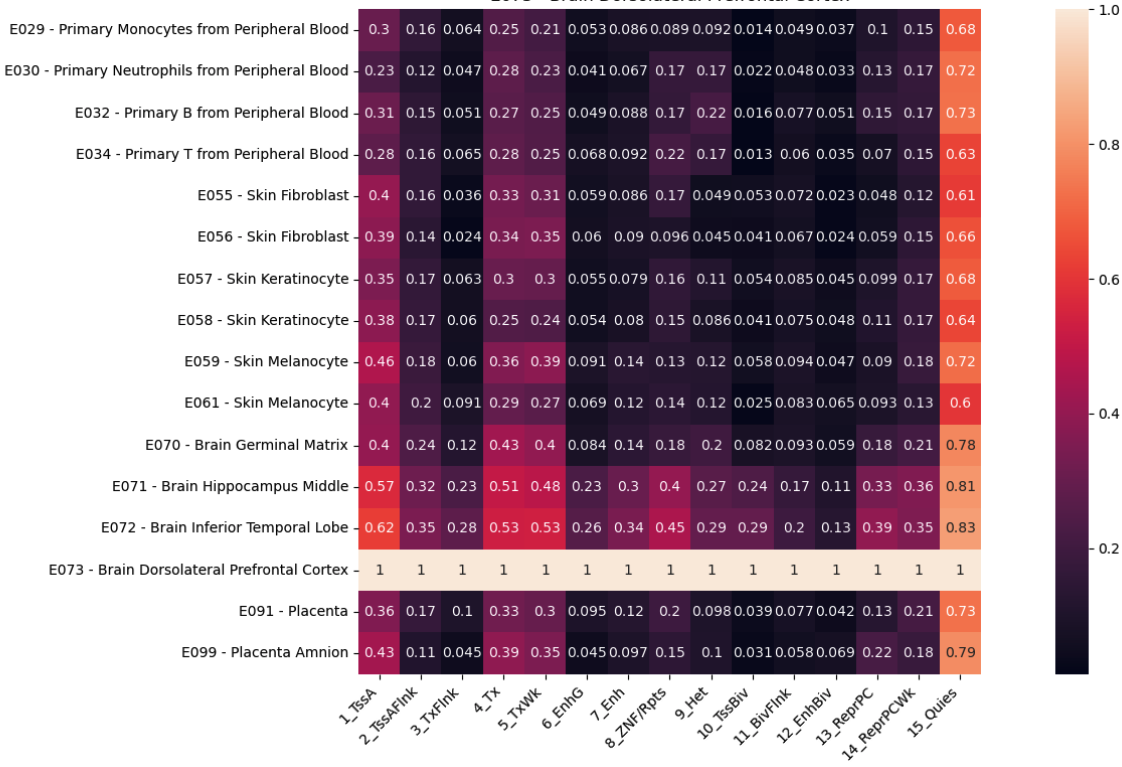 E073 - Brain Dorsolateral Prefrontal Cortex
E029 - Primary Monocytes from Peripheral Blood 0.3 0.16 0.064 0.25 0.21 0.053 0.086 0.089 0.092 0.014 0.049 0.037 0.1 0.15 0.68
E030 - Primary Neutrophils from Peripheral Blood 0.23 0.12 0.047 0.28 0.23 0.041 0.067 0.17 0.17 0.022 0.048 0.033 0.13 0.17 0.72
E032 - Primary B from Peripheral Blood 0.31 0.15 0.051 0.27 0.25 0.049 0.088 0.17 0.22 0.016 0.077 0.051 0.15 0.17 0.73
E034 - Primary T from Peripheral Blood 0.28 0.16 0.065 0.28 0.25 0.068 0.092 0.22 0.17 0.013 0.06 0.035 0.07 0.15 0.63
E055 - Skin Fibroblast 0.4 0.16 0.036 0.33 0.31 0.059 0.086 0.17 0.049 0.053 0.072 0.023 0.048 0.12 0.61
E056 - Skin Fibroblast 0.39 0.14 0.024 0.34 0.35 0.06 0.09 0.096 0.045 0.041 0.067 0.024 0.059 0.15 0.66
E057 - Skin Keratinocyte 0.35 0.17 0.063 0.3 0.3 0.055 0.079 0.16 0.11 0.054 0.085 0.045 0.099 0.17 0.68
E058 - Skin Keratinocyte 0.38 0.17 0.06 0.25 0.24 0.054 0.08 0.15 0.086 0.041 0.075 0.048 0.11 0.17 0.64
E059 - Skin Melanocyte 0.46 0.18 0.06 0.36 0.39 0.091 0.14 0.13 0.12 0.058 0.094 0.047 0.09 0.18 0.72
E061 - Skin Melanocyte 0.4 0.2 0.091 0.29 0.27 0.069 0.12 0.14 0.12 0.025 0.083 0.065 0.093 0.13 0.6
E070 - Brain Germinal Matrix 0.4 0.24 0.12 0.43 0.4 0.084 0.14 0.18 0.2 0.082 0.093 0.059 0.18 0.21 0.78
E071 - Brain Hippocampus Middle 0.57 0.32 0.23 0.51 0.48 0.23 0.3 0.4 0.27 0.24 0.17 0.11 0.33 0.36 0.81
E072 - Brain Inferior Temporal Lobe 0.62 0.35 0.28 0.53 0.53 0.26 0.34 0.45 0.29 0.29 0.2 0.13 0.39 0.35 0.83
E073 - Brain Dorsolateral Prefrontal Cortex 1 1 1 1 1 1 1 1 1 1 1 1 1 1 1
E091 - Placenta 0.36 0.17 0.1 0.33 0.3 0.095 0.12 0.2 0.098 0.039 0.077 0.042 0.13 0.21 0.73
E099 - Placenta Amnion 0.43 0.11 0.045 0.39 0.35 0.045 0.097 0.15 0.1 0.031 0.058 0.069 0.22 0.18 0.79
1_TssA 2_TssAFlnk 3_TxFlnk 4_Tx 5_TxWk 6_EnhG 7_Enh 8_ZNF/Rpts 9_Het 10_TssBiv 11_BivFlnk 12_EnhBiv 13_ReprPC 14_ReprPCWk 15_Quies
1.0
0.8
0.6
0.4
0.2